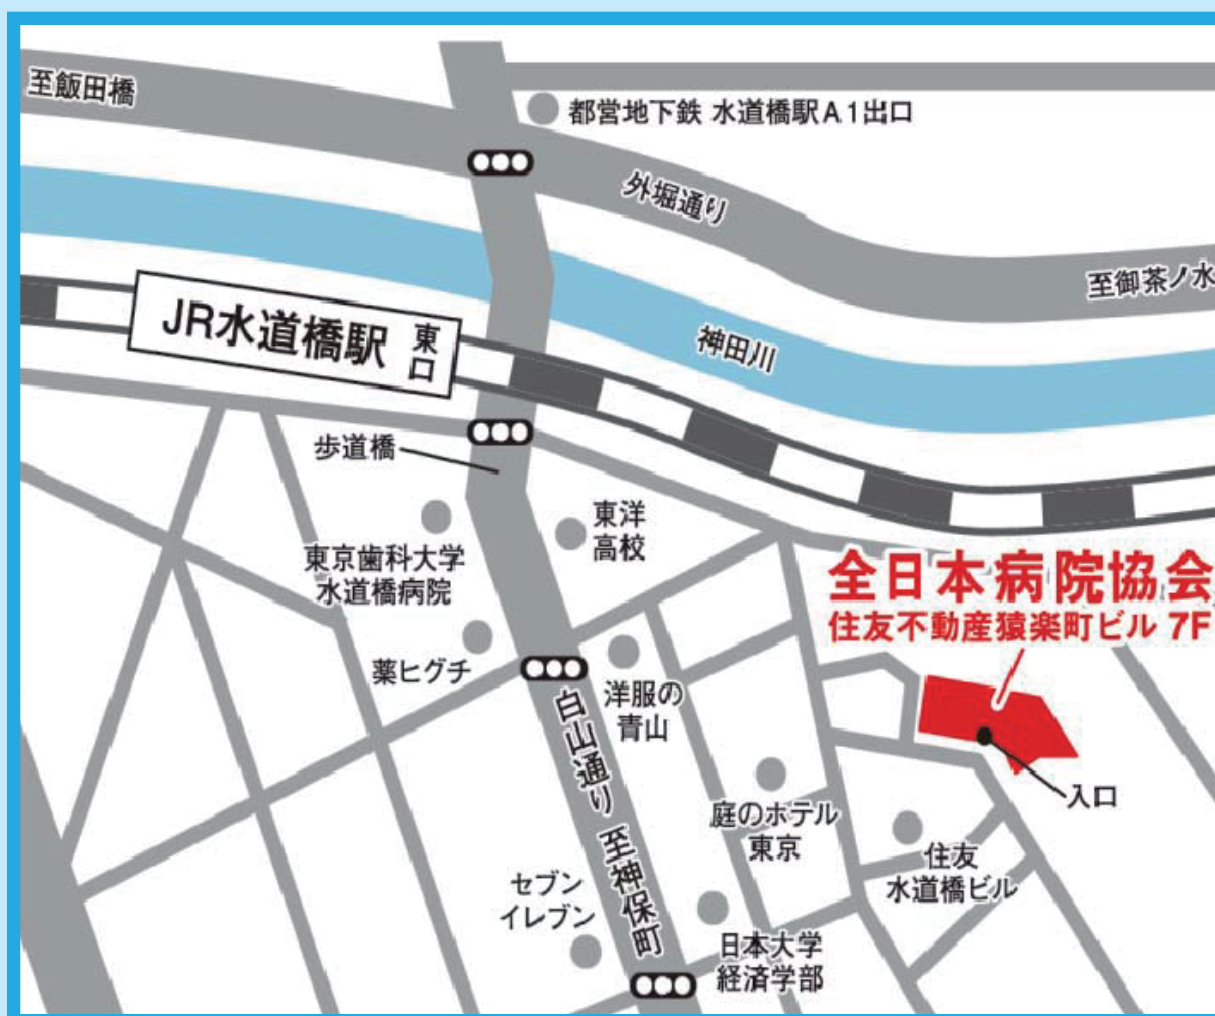 至飯田橋
都営地下鉄 水道橋駅A1出口
外堀通り
至御茶ノ水
JR水道橋駅 東口
神田川
歩道橋
東洋
高校
東京歯科大学
水道橋病院
全日本病院協会
住友不動産猿楽町ビル 7F
薬ヒグチ
洋服の
青山
白山通り 至神保町
入口
庭のホテル
東京
住友
水道橋ビル
セブン
イレブン
日本大学
経済学部